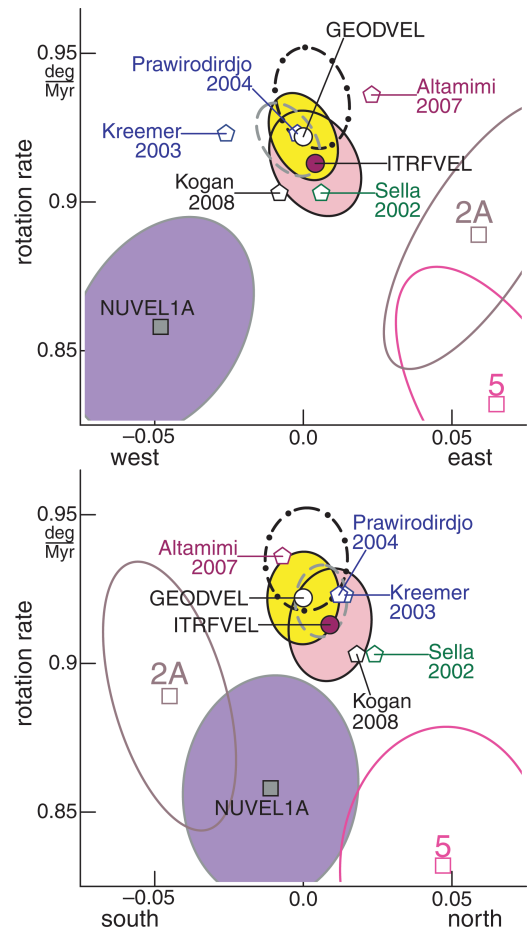 GEODVEL
0.95
deg
Myr
Prawirodirdjo
2004
Altamimi
2007
Kreemer
2003
ITRFVEL
Kogan
2008
Sella
2002
0.9
rotation rate
2A
NUVEL1A
0.85
5
−0.05
0.0
0.05
west
east
0.95
deg
Myr
Prawirodirdjo
2004
Altamimi
2007
GEODVEL
Kreemer
2003
ITRFVEL
0.9
rotation rate
2A
Sella
2002
Kogan
2008
NUVEL1A
0.85
5
−0.05
0.0
0.05
south
north